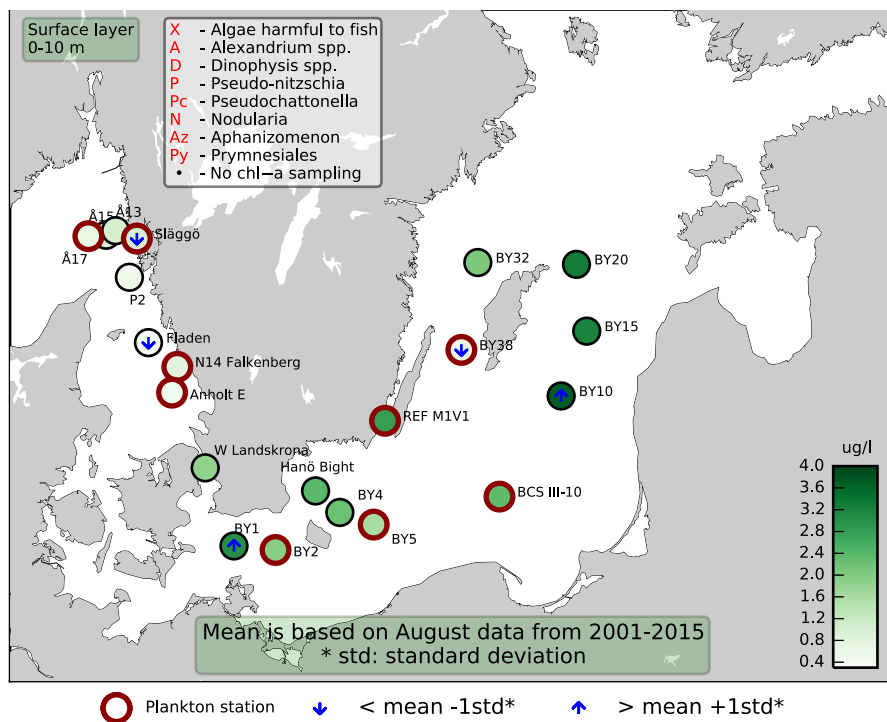 Surface layer
0-10 m
X - Algae harmful to fish
A - Alexandrium spp.
D - Dinophysis spp.
P - Pseudo-nitzschia
Pc - Pseudochattonella
N - Nodularia
Az - Aphanizomenon
Py - Prymnesiales
• - No chl−a sampling
Å15
Å13
Släggö
Å17
P2
BY32
BY20
BY15
Fladen
BY38
N14 Falkenberg
Anholt E
BY10
REF M1V1
W Landskrona
Hanö Bight
BY4
BCS III-10
BY1
BY2
BY5
ug/l
4.0
3.6
3.2
2.8
2.4
2.0
1.6
1.2
0.8
0.4
Mean is based on August data from 2001-2015
* std: standard deviation
Plankton station
< mean -1std*
> mean +1std*